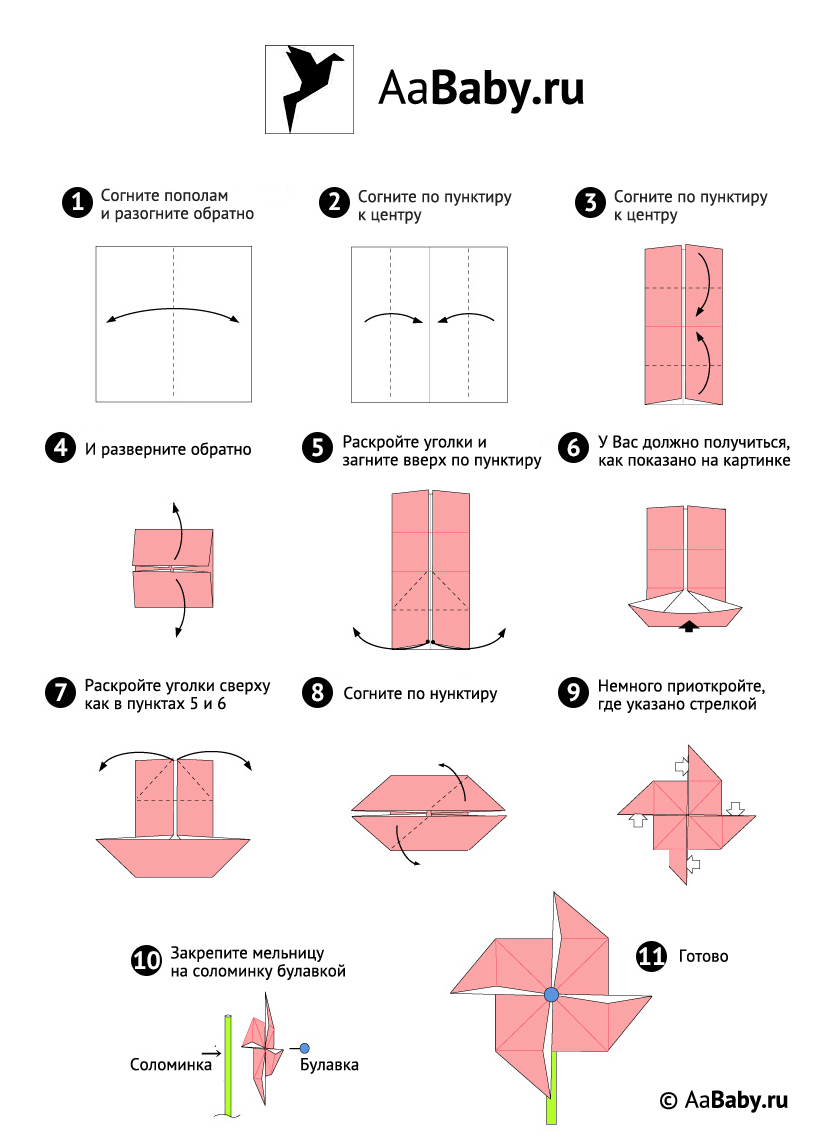 AaBaby.ru
1 Согните пополам
и разогните обратно
2 Согните по пунктиру
к центру
3 Согните по пунктиру
к центру
4 И разверните обратно
5 Раскройте уголки и
загните вверх по пунктиру
6 У Вас должно получиться,
как показано на картинке
7 Раскройте уголки сверху
как в пунктах 5 и 6
8 Согните по нунктиру
9 Немного приоткройте,
где указано стрелкой
10 Закрепите мельницу
на соломинку булавкой
Соломинка
Булавка
11 Готово
© AaBaby.ru